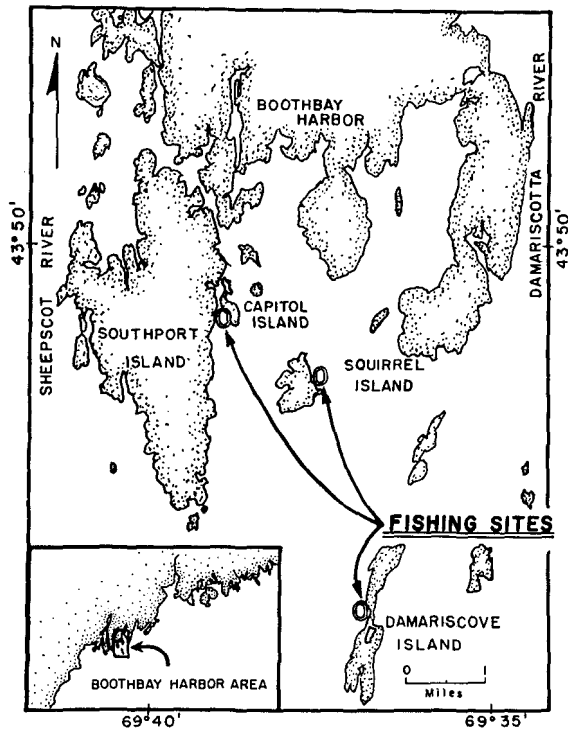 N
BOOTHBAY
HARBOR
DAMARISCOTTA RIVER
43°50'
43°50'
SHEEPSCOT RIVER
CAPITOL
ISLAND
SOUTHPORT
ISLAND
SQUIRREL
ISLAND
FISHING SITES
DAMARISCOVE
ISLAND
0 1
Miles
BOOTHBAY HARBOR AREA
69°40'
69°35'